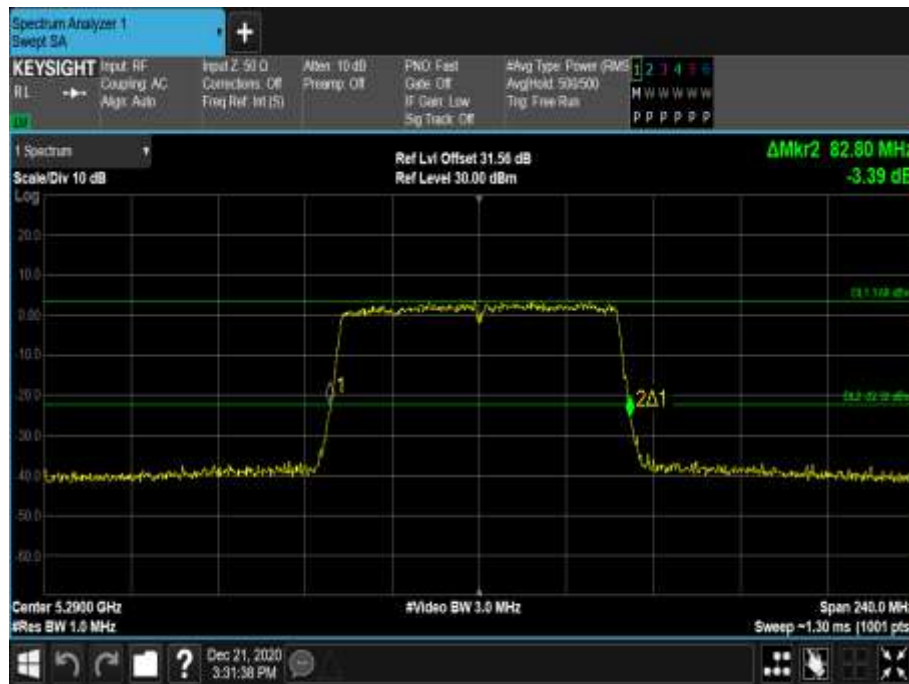 Spectrum Analyzer 1
Swept SA
+
KEYSIGHT
RL
Input: RF
Coupling: AC
Align: Auto
Input Z: 50 Ω
Corrections: Off
Freq Ref: Int (S)
Atten: 10 dB
Preamp: Off
PNO: Fast
Gate: Off
IF Gain: Low
Sig Track: Off
#Avg Type: Power (RMS
Avg|Hold: 500/500
Trig: Free Run
1 2 3 4 5 6
M W W W W W
P P P P P P
1 Spectrum
Scale/Div 10 dB
Log
Ref Lvl Offset 31.56 dB
Ref Level 30.00 dBm
ΔMkr2 82.80 MHz
-3.39 dB
20.0
10.0
0.00
-10.0
-20.0
-30.0
-40.0
-50.0
-60.0
1
2Δ1
Center 5.2900 GHz
#Res BW 1.0 MHz
#Video BW 3.0 MHz
Span 240.0 MH
Sweep ~1.30 ms (1001 pts
?
Dec 21, 2020
3:31:38 PM